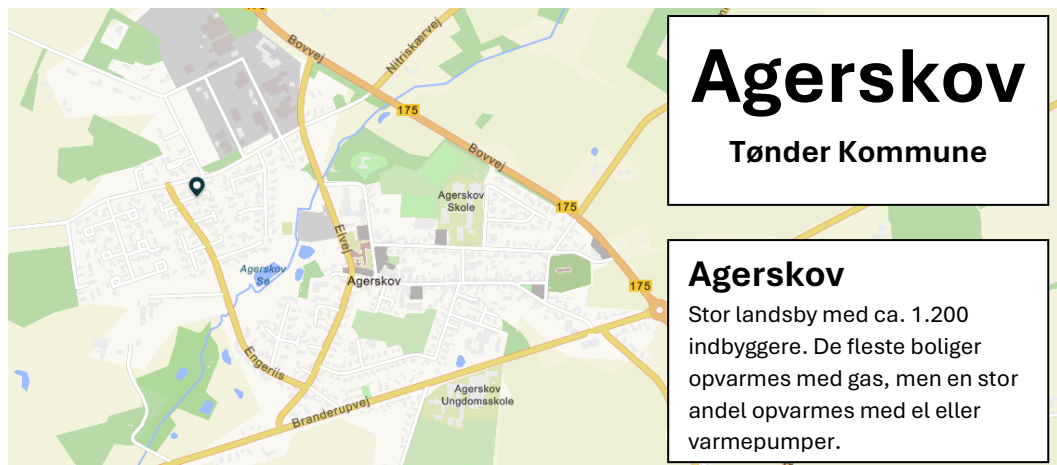 175
Bovvej
Nitriskærvej
175
Bovvej
Agerskov
Skole
175
Elvej
Agerskov
Sø
Agerskov
175
Engeriis
Branderupvej
Agerskov
Ungdomsskole
Agerskov
Tønder Kommune
Agerskov
Stor landsby med ca. 1.200
indbyggere. De fleste boliger
opvarmes med gas, men en stor
andel opvarmes med el eller
varmepumper.